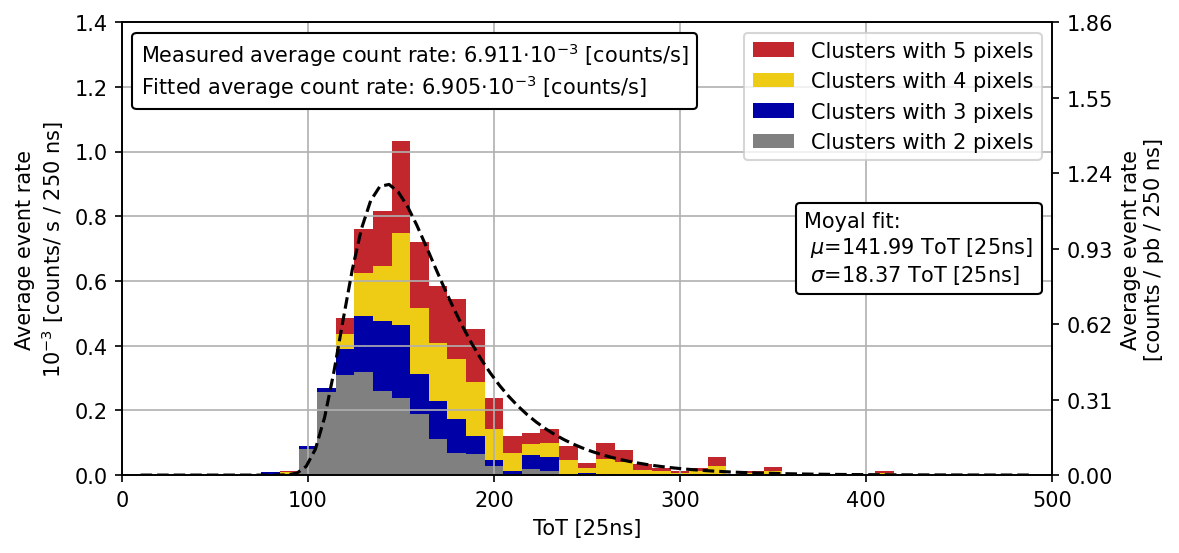 Measured average count rate: 6.911·10⁻³ [counts/s]
Fitted average count rate: 6.905·10⁻³ [counts/s]
Clusters with 5 pixels
Clusters with 4 pixels
Clusters with 3 pixels
Clusters with 2 pixels
Moyal fit:
μ=141.99 ToT [25ns]
σ=18.37 ToT [25ns]
Average event rate
10⁻³ [counts/ s / 250 ns]
1.4
1.2
1.0
0.8
0.6
0.4
0.2
0.0
1.86
1.55
1.24
0.93
0.62
0.31
0.00
Average event rate
[counts / pb / 250 ns]
0
100
200
300
400
500
ToT [25ns]